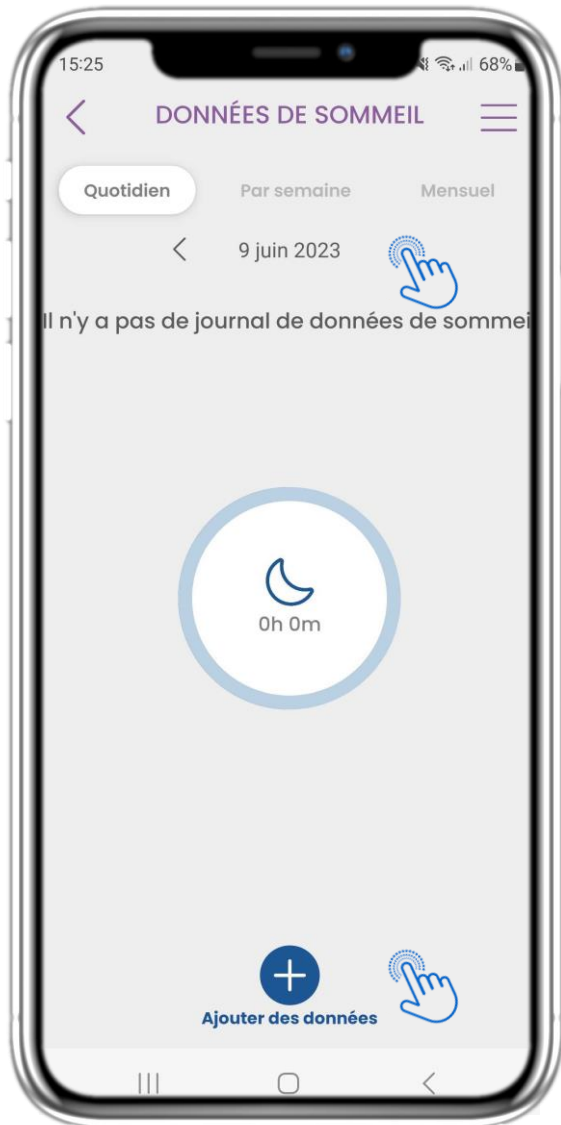 15:25 68%
DONNÉES DE SOMMEIL
Quotidien Par semaine Mensuel
9 juin 2023
Il n'y a pas de journal de données de sommei
0h 0m
Ajouter des données